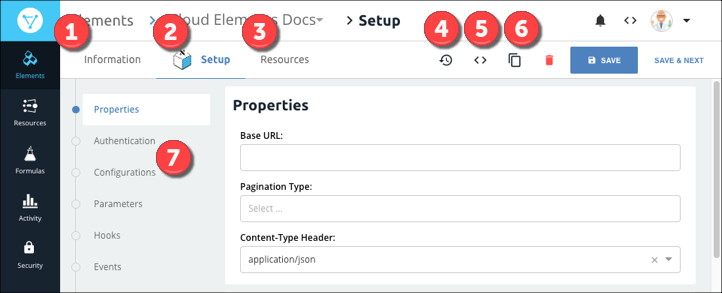 Elements > Cloud Elements Docs > Setup
1 2 3 4 5 6
Information Setup Resources SAVE SAVE & NEXT
Elements
Resources
Formulas
Activity
Security
Properties
Authentication
7
Configurations
Parameters
Hooks
Events
Properties
Base URL:
Pagination Type:
Select ...
Content-Type Header:
application/json